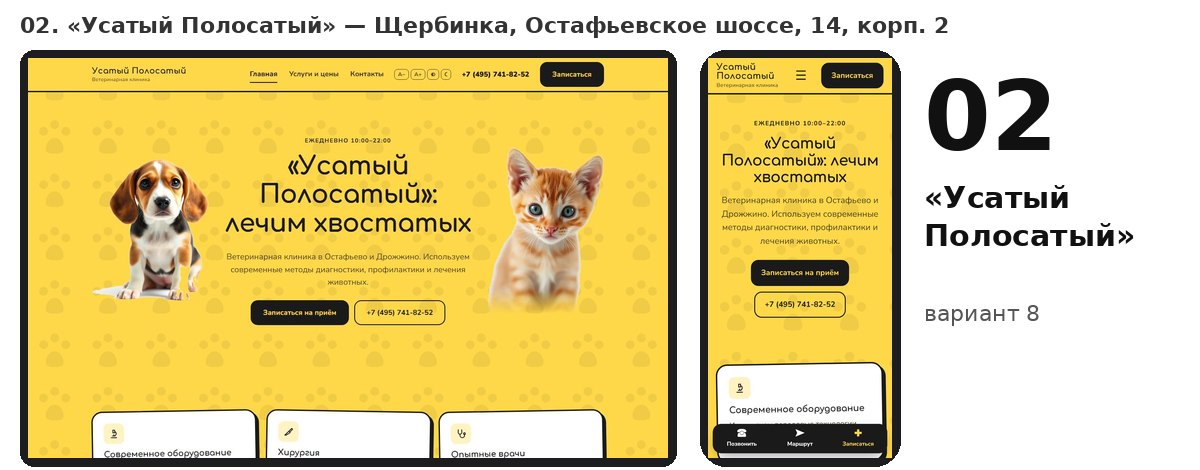 02. «Усатый Полосатый» — Щербинка, Остафьевское шоссе, 14, корп. 2
Усатый Полосатый
Ветеринарная клиника
Главная Услуги и цены Контакты A- A+ +7 (495) 741-82-52 Записаться
ЕЖЕДНЕВНО 10:00–22:00
«Усатый
Полосатый»:
лечим хвостатых
Ветеринарная клиника в Остафьево и Дрожжино. Используем
современные методы диагностики, профилактики и лечения
животных.
Записаться на приём +7 (495) 741-82-52
Современное оборудование
Хирургия
Опытные врачи
Усатый
Полосатый
Ветеринарная клиника
Записаться
ЕЖЕДНЕВНО 10:00–22:00
«Усатый
Полосатый»: лечим
хвостатых
Ветеринарная клиника в Остафьево и
Дрожжино. Используем современные
методы диагностики, профилактики и
лечения животных.
Записаться на приём
+7 (495) 741-82-52
Современное оборудование
Позвонить Маршрут Записаться
02
«Усатый
Полосатый»
вариант 8